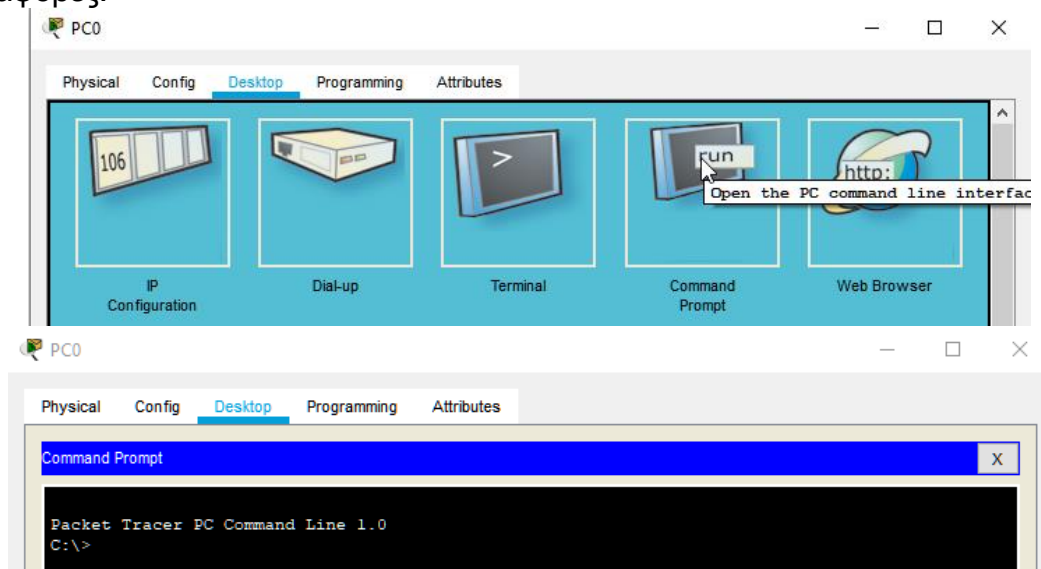 PC0
Physical Config Desktop Programming Attributes
106
>
run
http:
Open the PC command line interfac
IP
Configuration
Dial-up
Terminal
Command
Prompt
Web Browser
PC0
Physical Config Desktop Programming Attributes
Command Prompt
X
Packet Tracer PC Command Line 1.0
C:\>